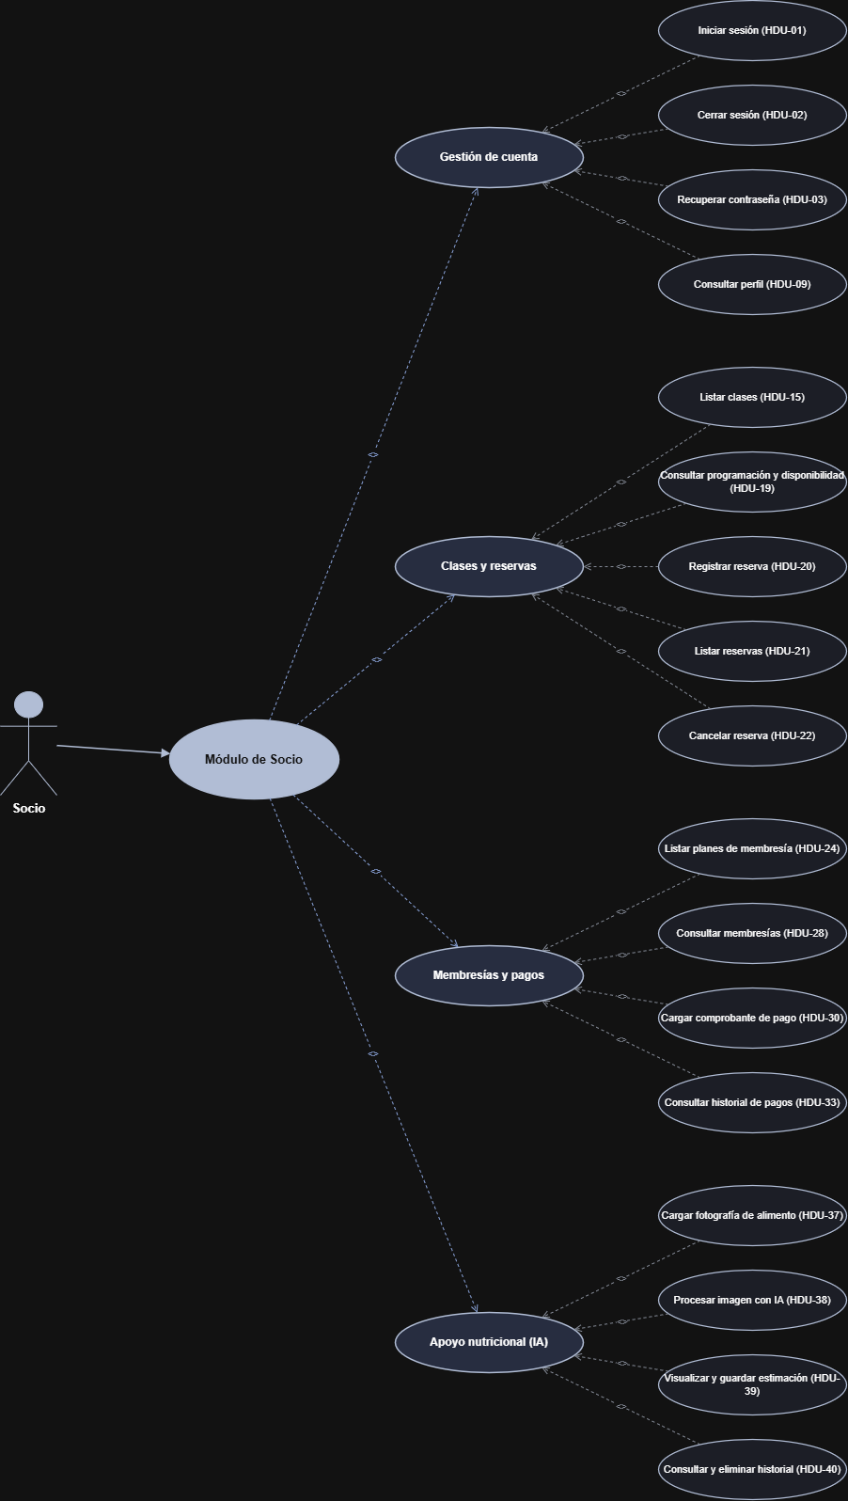 Iniciar sesión (HDU-01)
Cerrar sesión (HDU-02)
Gestión de cuenta
Recuperar contraseña (HDU-03)
Consultar perfil (HDU-09)
Listar clases (HDU-15)
Consultar programación y disponibilidad
(HDU-19)
Clases y reservas
Registrar reserva (HDU-20)
Listar reservas (HDU-21)
Cancelar reserva (HDU-22)
Módulo de Socio
Socio
Listar planes de membresía (HDU-24)
Consultar membresías (HDU-28)
Membresías y pagos
Cargar comprobante de pago (HDU-30)
Consultar historial de pagos (HDU-33)
Cargar fotografía de alimento (HDU-37)
Procesar imagen con IA (HDU-38)
Apoyo nutricional (IA)
Visualizar y guardar estimación (HDU-
39)
Consultar y eliminar historial (HDU-40)